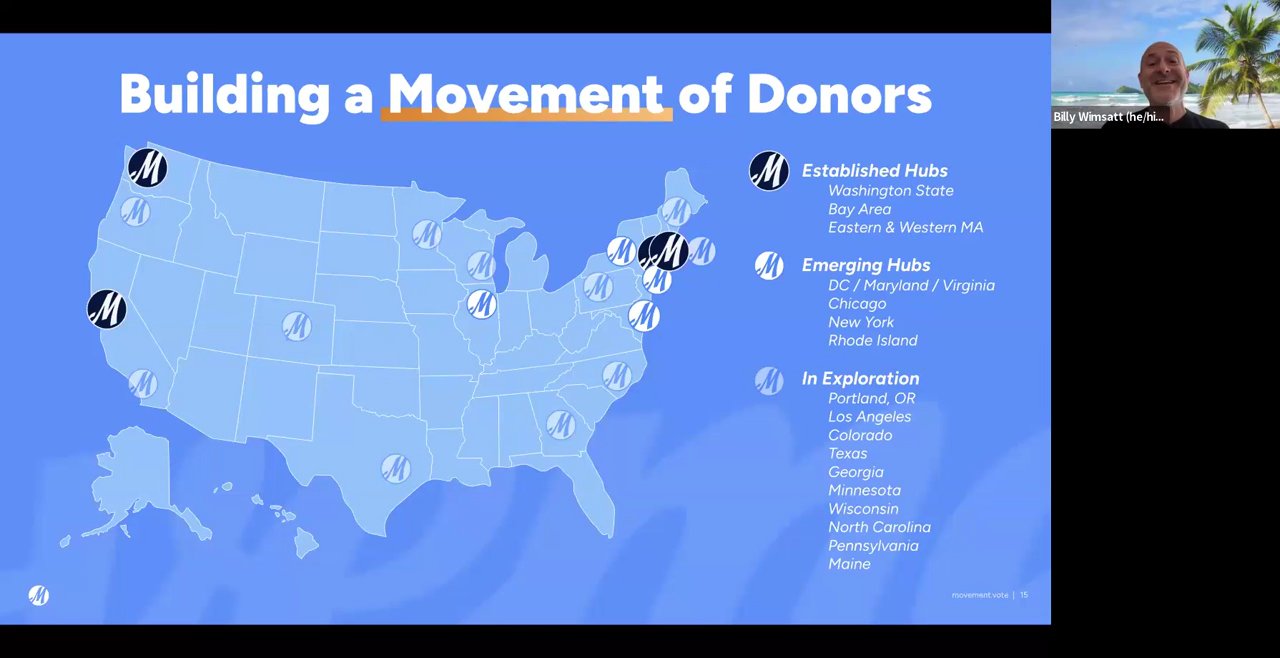 Building a Movement of Donors
Billy Wimsatt (he/hi...
Established Hubs
Washington State
Bay Area
Eastern & Western MA
Emerging Hubs
DC / Maryland / Virginia
Chicago
New York
Rhode Island
In Exploration
Portland, OR
Los Angeles
Colorado
Texas
Georgia
Minnesota
Wisconsin
North Carolina
Pennsylvania
Maine
movement.vote | 15